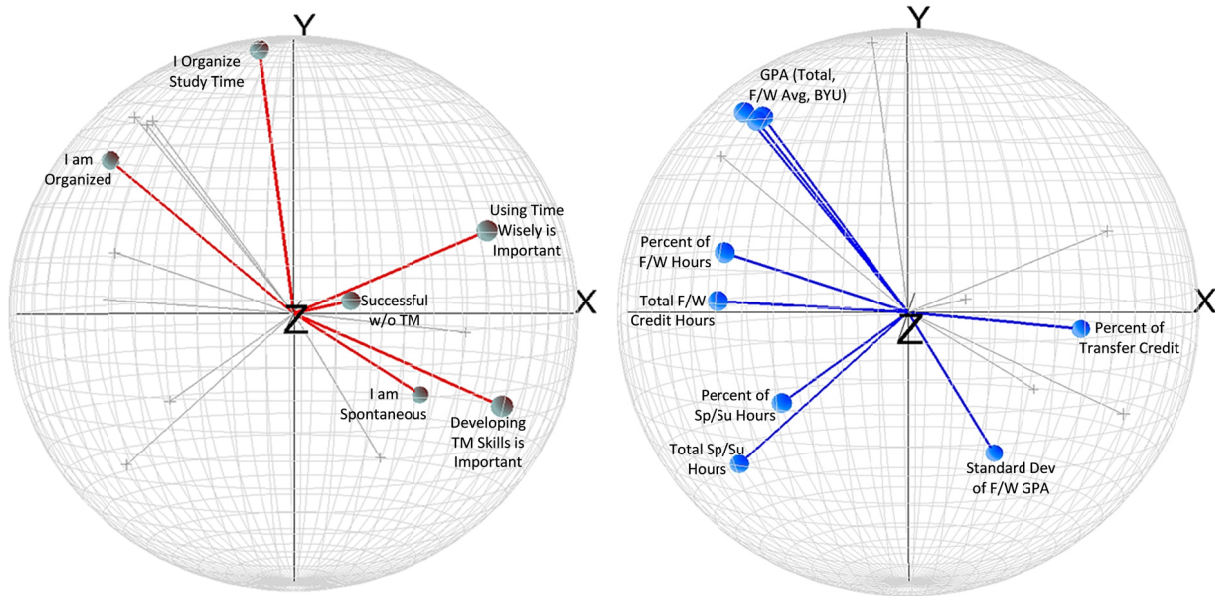 Y
I Organize
Study Time
I am
Organized
Using Time
Wisely is
Important
X
Successful
w/o TM
Z
I am
Spontaneous
Developing
TM Skills is
Important
Y
GPA (Total,
F/W Avg, BYU)
Percent of
F/W Hours
Total F/W
Credit Hours
X
Z
Percent of
Transfer Credit
Percent of
Sp/Su Hours
Total Sp/Su
Hours
Standard Dev
of F/W GPA